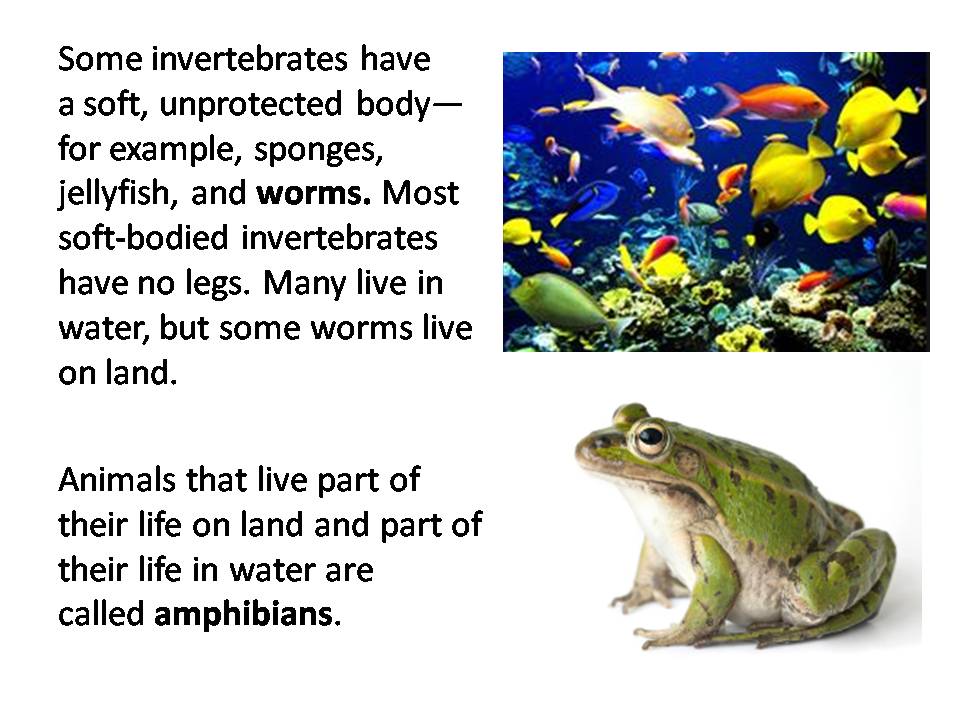 Some invertebrates have
a soft, unprotected body—
for example, sponges,
jellyfish, and worms. Most
soft-bodied invertebrates
have no legs. Many live in
water, but some worms live
on land.
Animals that live part of
their life on land and part of
their life in water are
called amphibians.